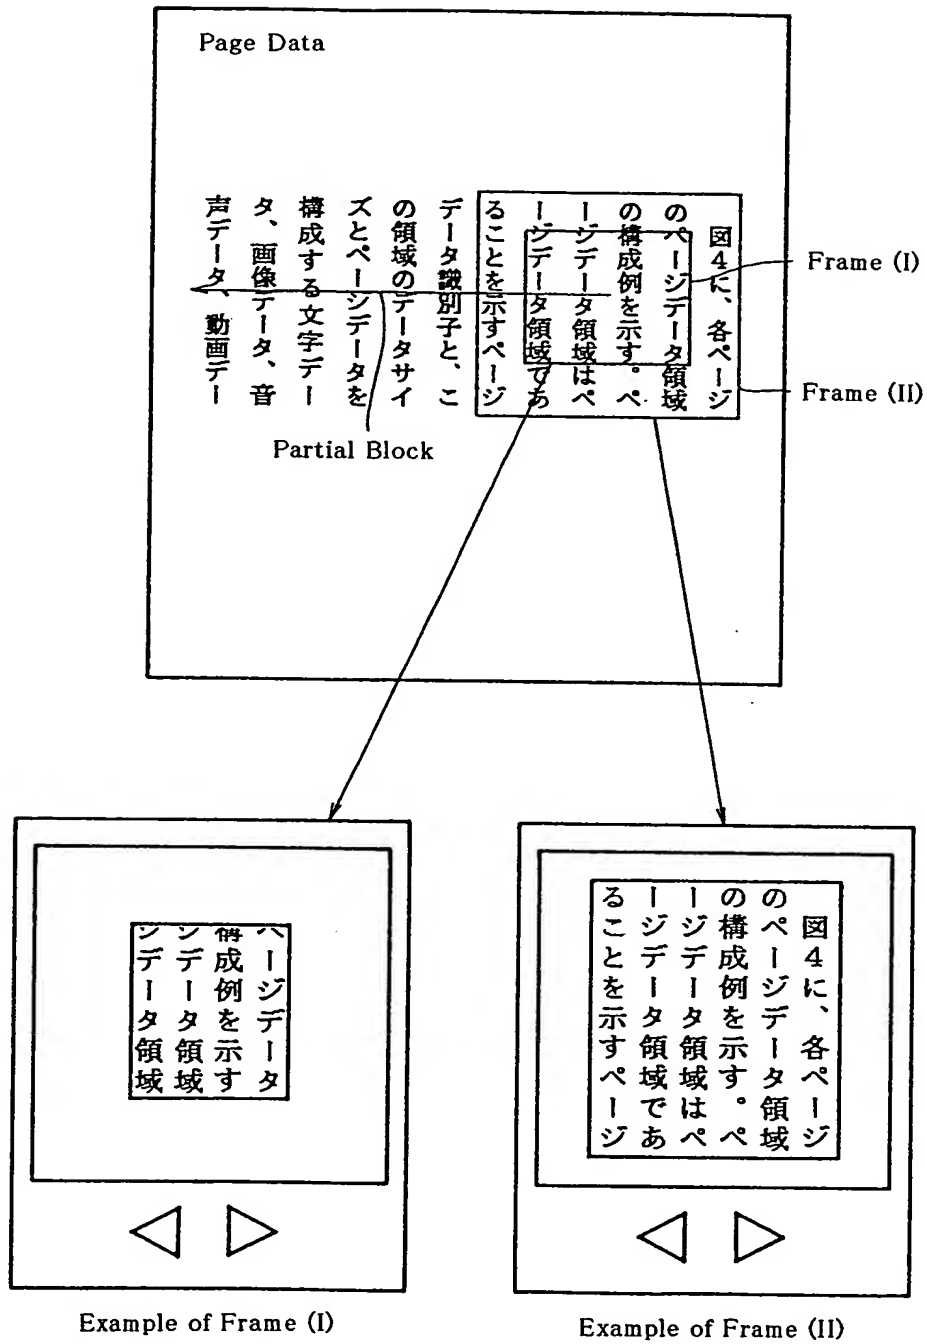 Page Data
図4に、各ページ
のページデータ領域
の構成例を示す。ペ
ージデータ領域はペ
ージデータ領域であ
ることを示すページ
データ識別子と、こ
の領域のデータサイ
ズとページデータを
構成する文字デー
タ、画像データ、音
声データ、動画デー
Frame (I)
Frame (II)
Partial Block
ページデータ
構成例を示す
ジデータ領域
ジデータ領域
図4に、各ページ
のページデータ領域
の構成例を示す。ペ
ージデータ領域はペ
ージデータ領域であ
ることを示すページ
Example of Frame (I)
Example of Frame (II)